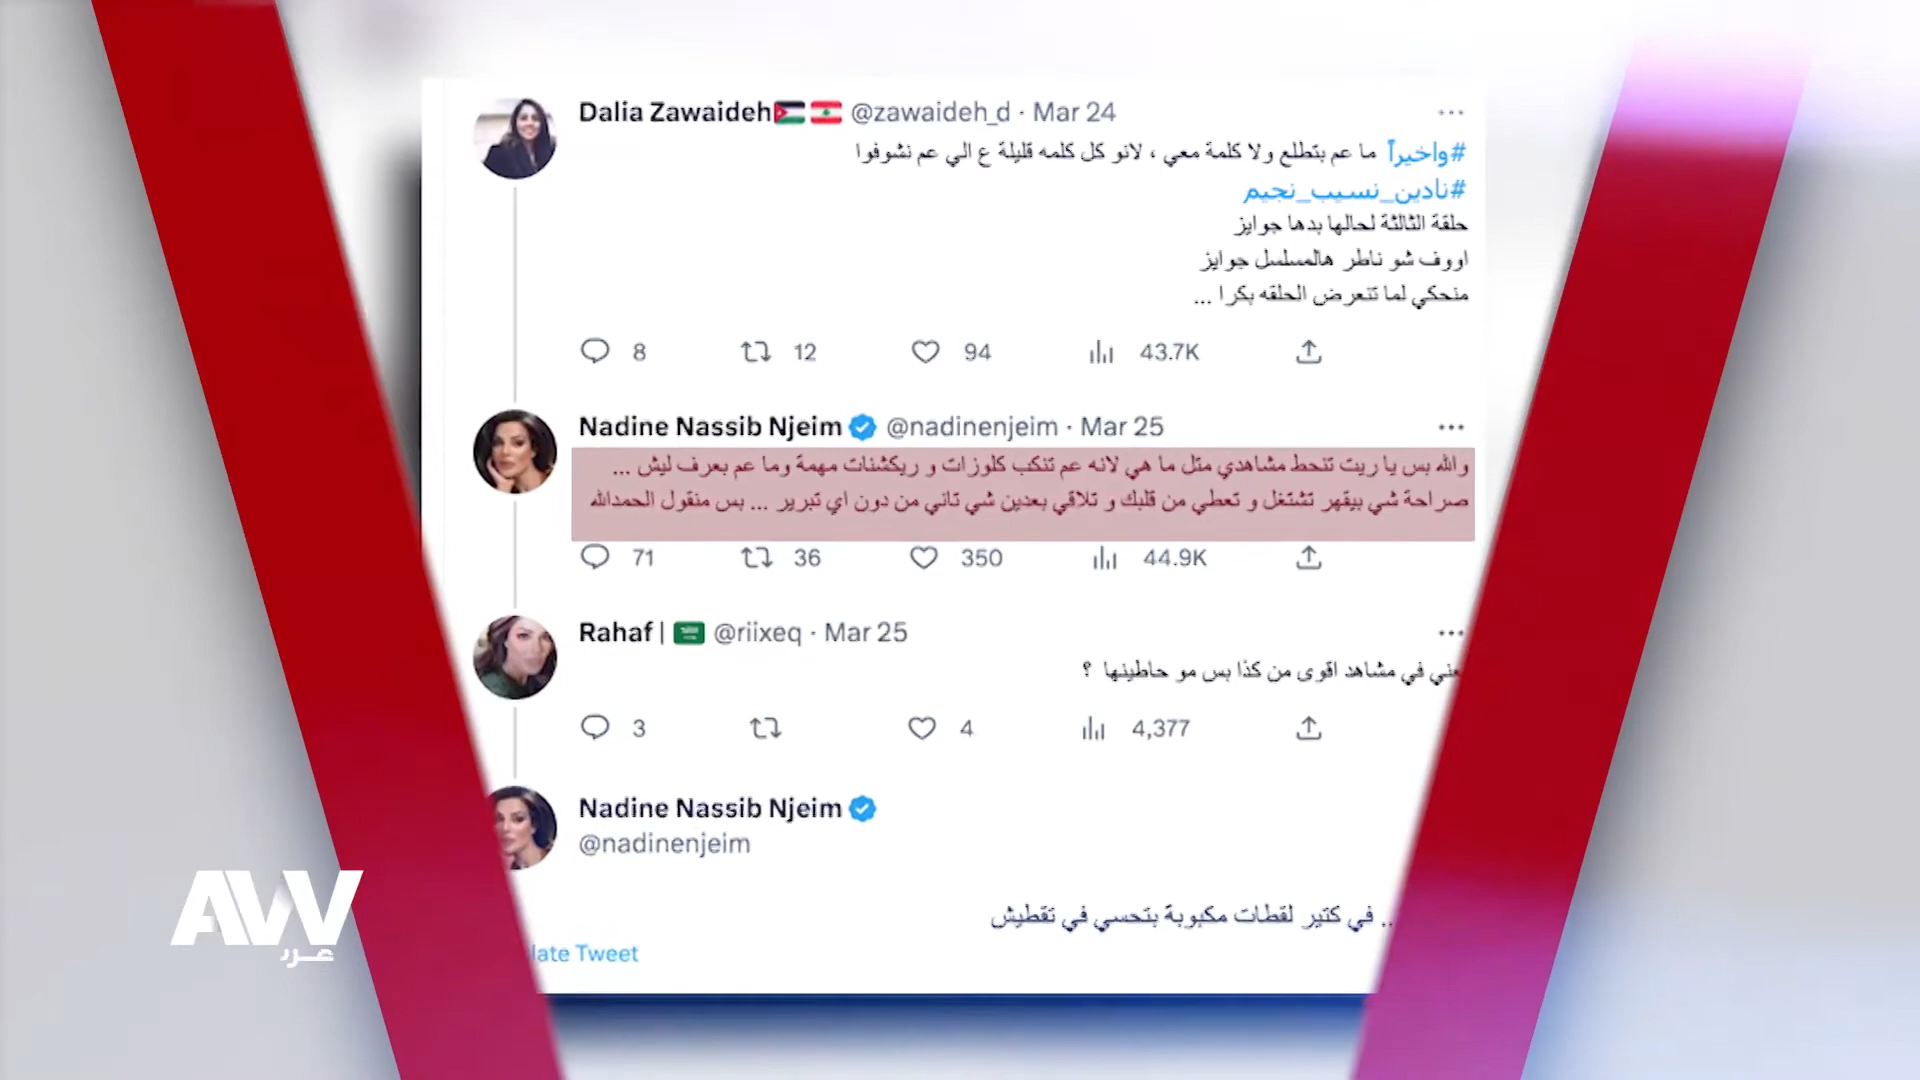 Dalia Zawaideh🇯🇴🇱🇧 @zawaideh_d · Mar 24
#واخيراً ما عم بتطلع ولا كلمة معي ، لانو كل كلمه قليلة ع الي عم نشوفوا
#نادين_نسيب_نجيم
حلقة الثالثة لحالها بدها جوايز
اووف شو ناطر هالمسلسل جوايز
منحكي لما تتعرض الحلقه بكرا ...
8 12 94 43.7K
Nadine Nassib Njeim @nadinenjeim · Mar 25
والله بس يا ريت تنحط مشاهدي متل ما هي لانه عم تنكب كلوزات و ريكشنات مهمة وما عم بعرف ليش ...
صراحة شي بيقهر تشتغل و تعطي من قلبك و تلاقي بعدين شي تاني من دون اي تبرير ... بس منقول الحمدالله
71 36 350 44.9K
Rahaf | 🇸🇦 @riixeq · Mar 25
عني في مشاهد اقوى من كذا بس مو حاطينها ؟
3 4 4,377
Nadine Nassib Njeim
@nadinenjeim
.. في كتير لقطات مكبوبة بتحسي في تقطيش
late Tweet
AW
عربـ